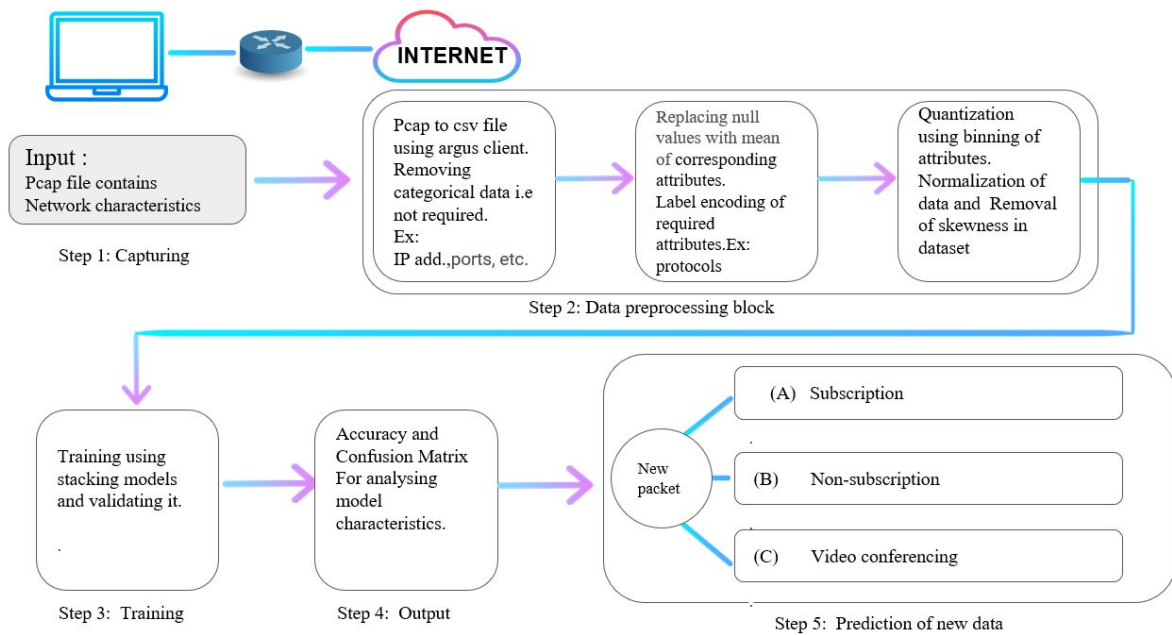 INTERNET
Input :
Pcap file contains
Network characteristics
Step 1: Capturing
Pcap to csv file
using argus client.
Removing
categorical data i.e
not required.
Ex:
IP add.,ports, etc.
Replacing null
values with mean
of corresponding
attributes.
Label encoding of
required
attributes.Ex:
protocols
Quantization
using binning of
attributes.
Normalization of
data and Removal
of skewness in
dataset
Step 2: Data preprocessing block
Training using
stacking models
and validating it.
.
Step 3: Training
Accuracy and
Confusion Matrix
For analysing
model
characteristics.
Step 4: Output
New
packet
(A) Subscription
.
(B) Non-subscription
.
(C) Video conferencing
.
Step 5: Prediction of new data